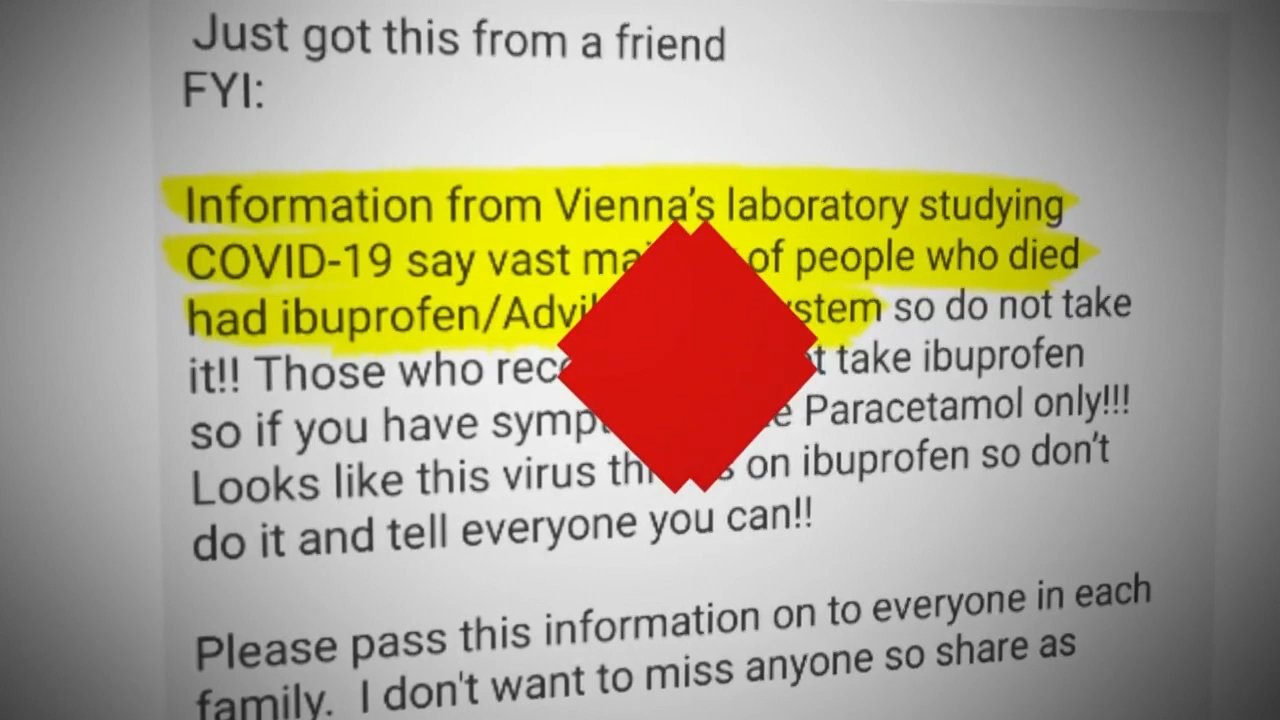 Just got this from a friend
FYI:
Information from Vienna's laboratory studying
COVID-19 say vast of people who died
had ibuprofen/Advil so do not take
it!! Those who take ibuprofen
so if you have Paracetamol only!!!
Looks like this virus on ibuprofen so don't
do it and tell everyone you can!!
Please pass this information on to everyone in each
family. I don't want to miss anyone so share as